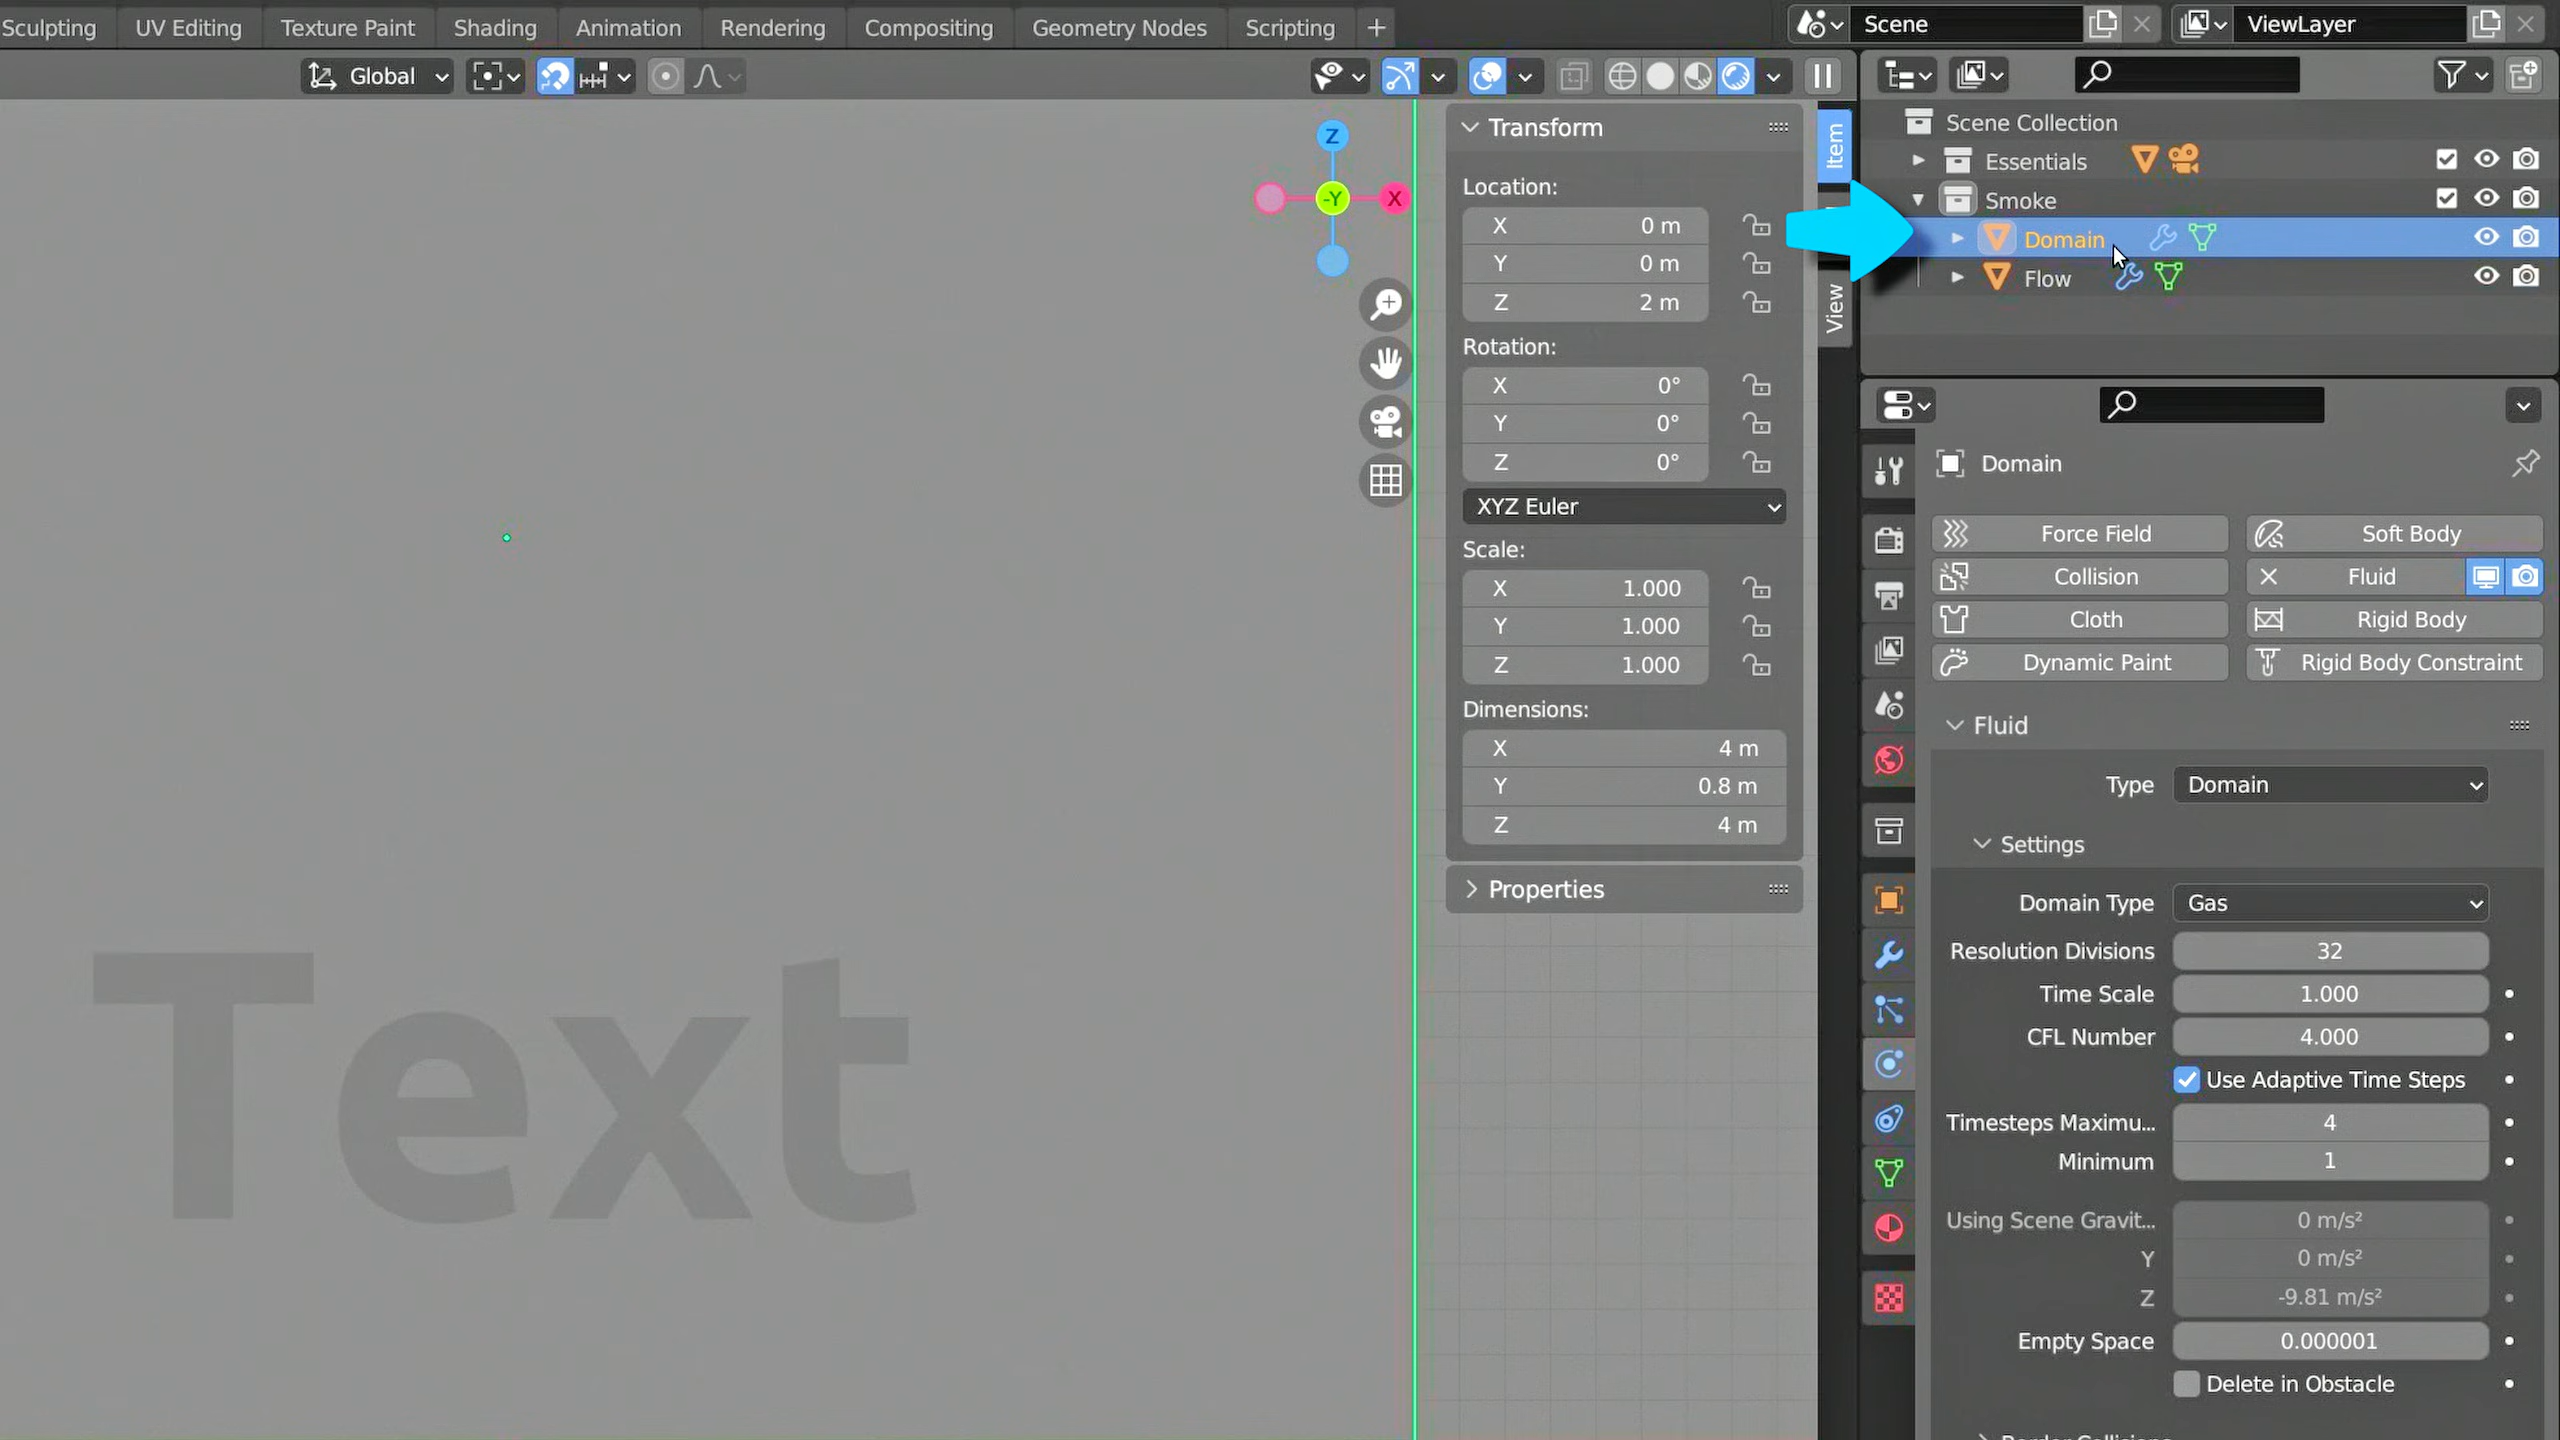 Sculpting UV Editing Texture Paint Shading Animation Rendering Compositing Geometry Nodes Scripting +
Scene ViewLayer
Global
Z
-Y X
Transform
Location:
X 0 m
Y 0 m
Z 2 m
Rotation:
X 0°
Y 0°
Z 0°
XYZ Euler
Scale:
X 1.000
Y 1.000
Z 1.000
Dimensions:
X 4 m
Y 0.8 m
Z 4 m
Properties
Item
View
Scene Collection
Essentials
Smoke
Domain
Flow
Domain
Force Field Soft Body
Collision Fluid
Cloth Rigid Body
Dynamic Paint Rigid Body Constraint
Fluid
Type Domain
Settings
Domain Type Gas
Resolution Divisions 32
Time Scale 1.000
CFL Number 4.000
Use Adaptive Time Steps
Timesteps Maximu... 4
Minimum 1
Using Scene Gravit... 0 m/s²
Y 0 m/s²
Z -9.81 m/s²
Empty Space 0.000001
Delete in Obstacle
Text